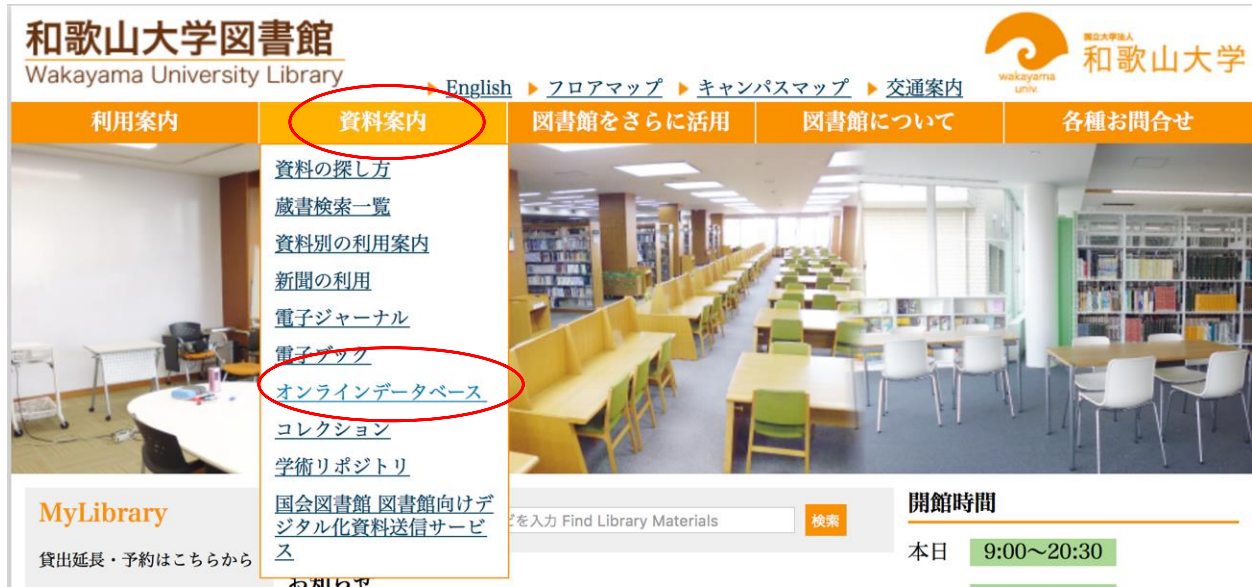 和歌山大学図書館
Wakayama University Library
国立大学法人
和歌山大学
wakayama
univ.
English フロアマップ キャンパスマップ 交通案内
利用案内 資料案内 図書館をさらに活用 図書館について 各種お問合せ
資料の探し方
蔵書検索一覧
資料別の利用案内
新聞の利用
電子ジャーナル
電子ブック
オンラインデータベース
コレクション
学術リポジトリ
国会図書館 図書館向けデ
ジタル化資料送信サービ
ス
MyLibrary
貸出延長・予約はこちらから
を入力 Find Library Materials 検索
お知らせ
開館時間
本日 9:00〜20:30